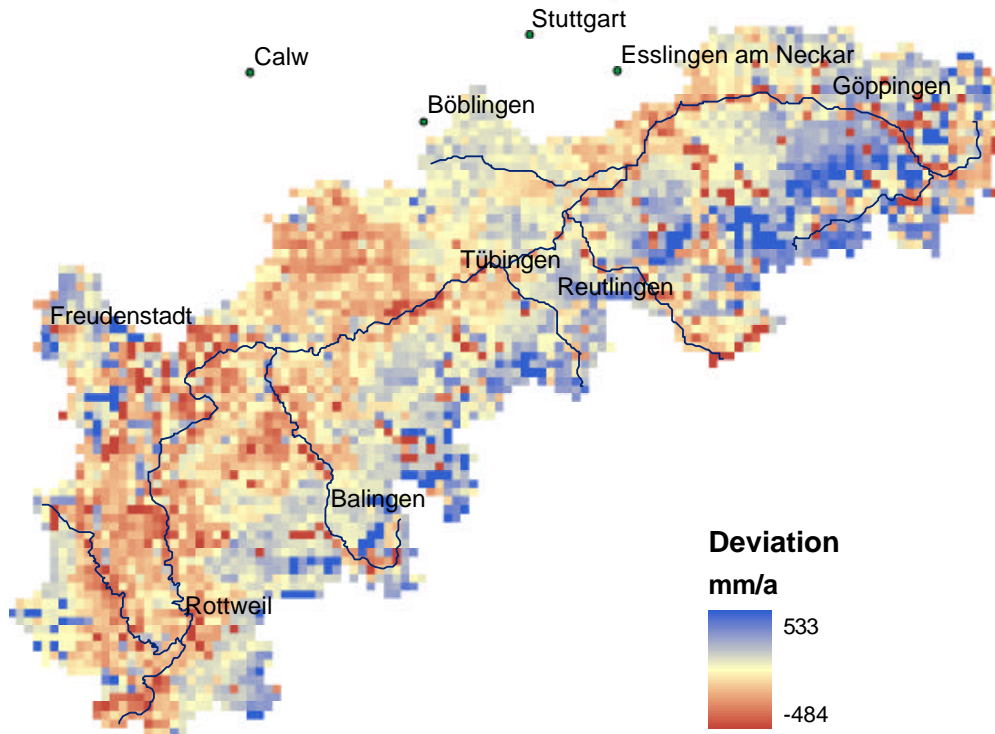 Stuttgart
Calw
Esslingen am Neckar
Göppingen
Böblingen
Tübingen
Reutlingen
Freudenstadt
Balingen
Rottweil
Deviation
mm/a
533
-484